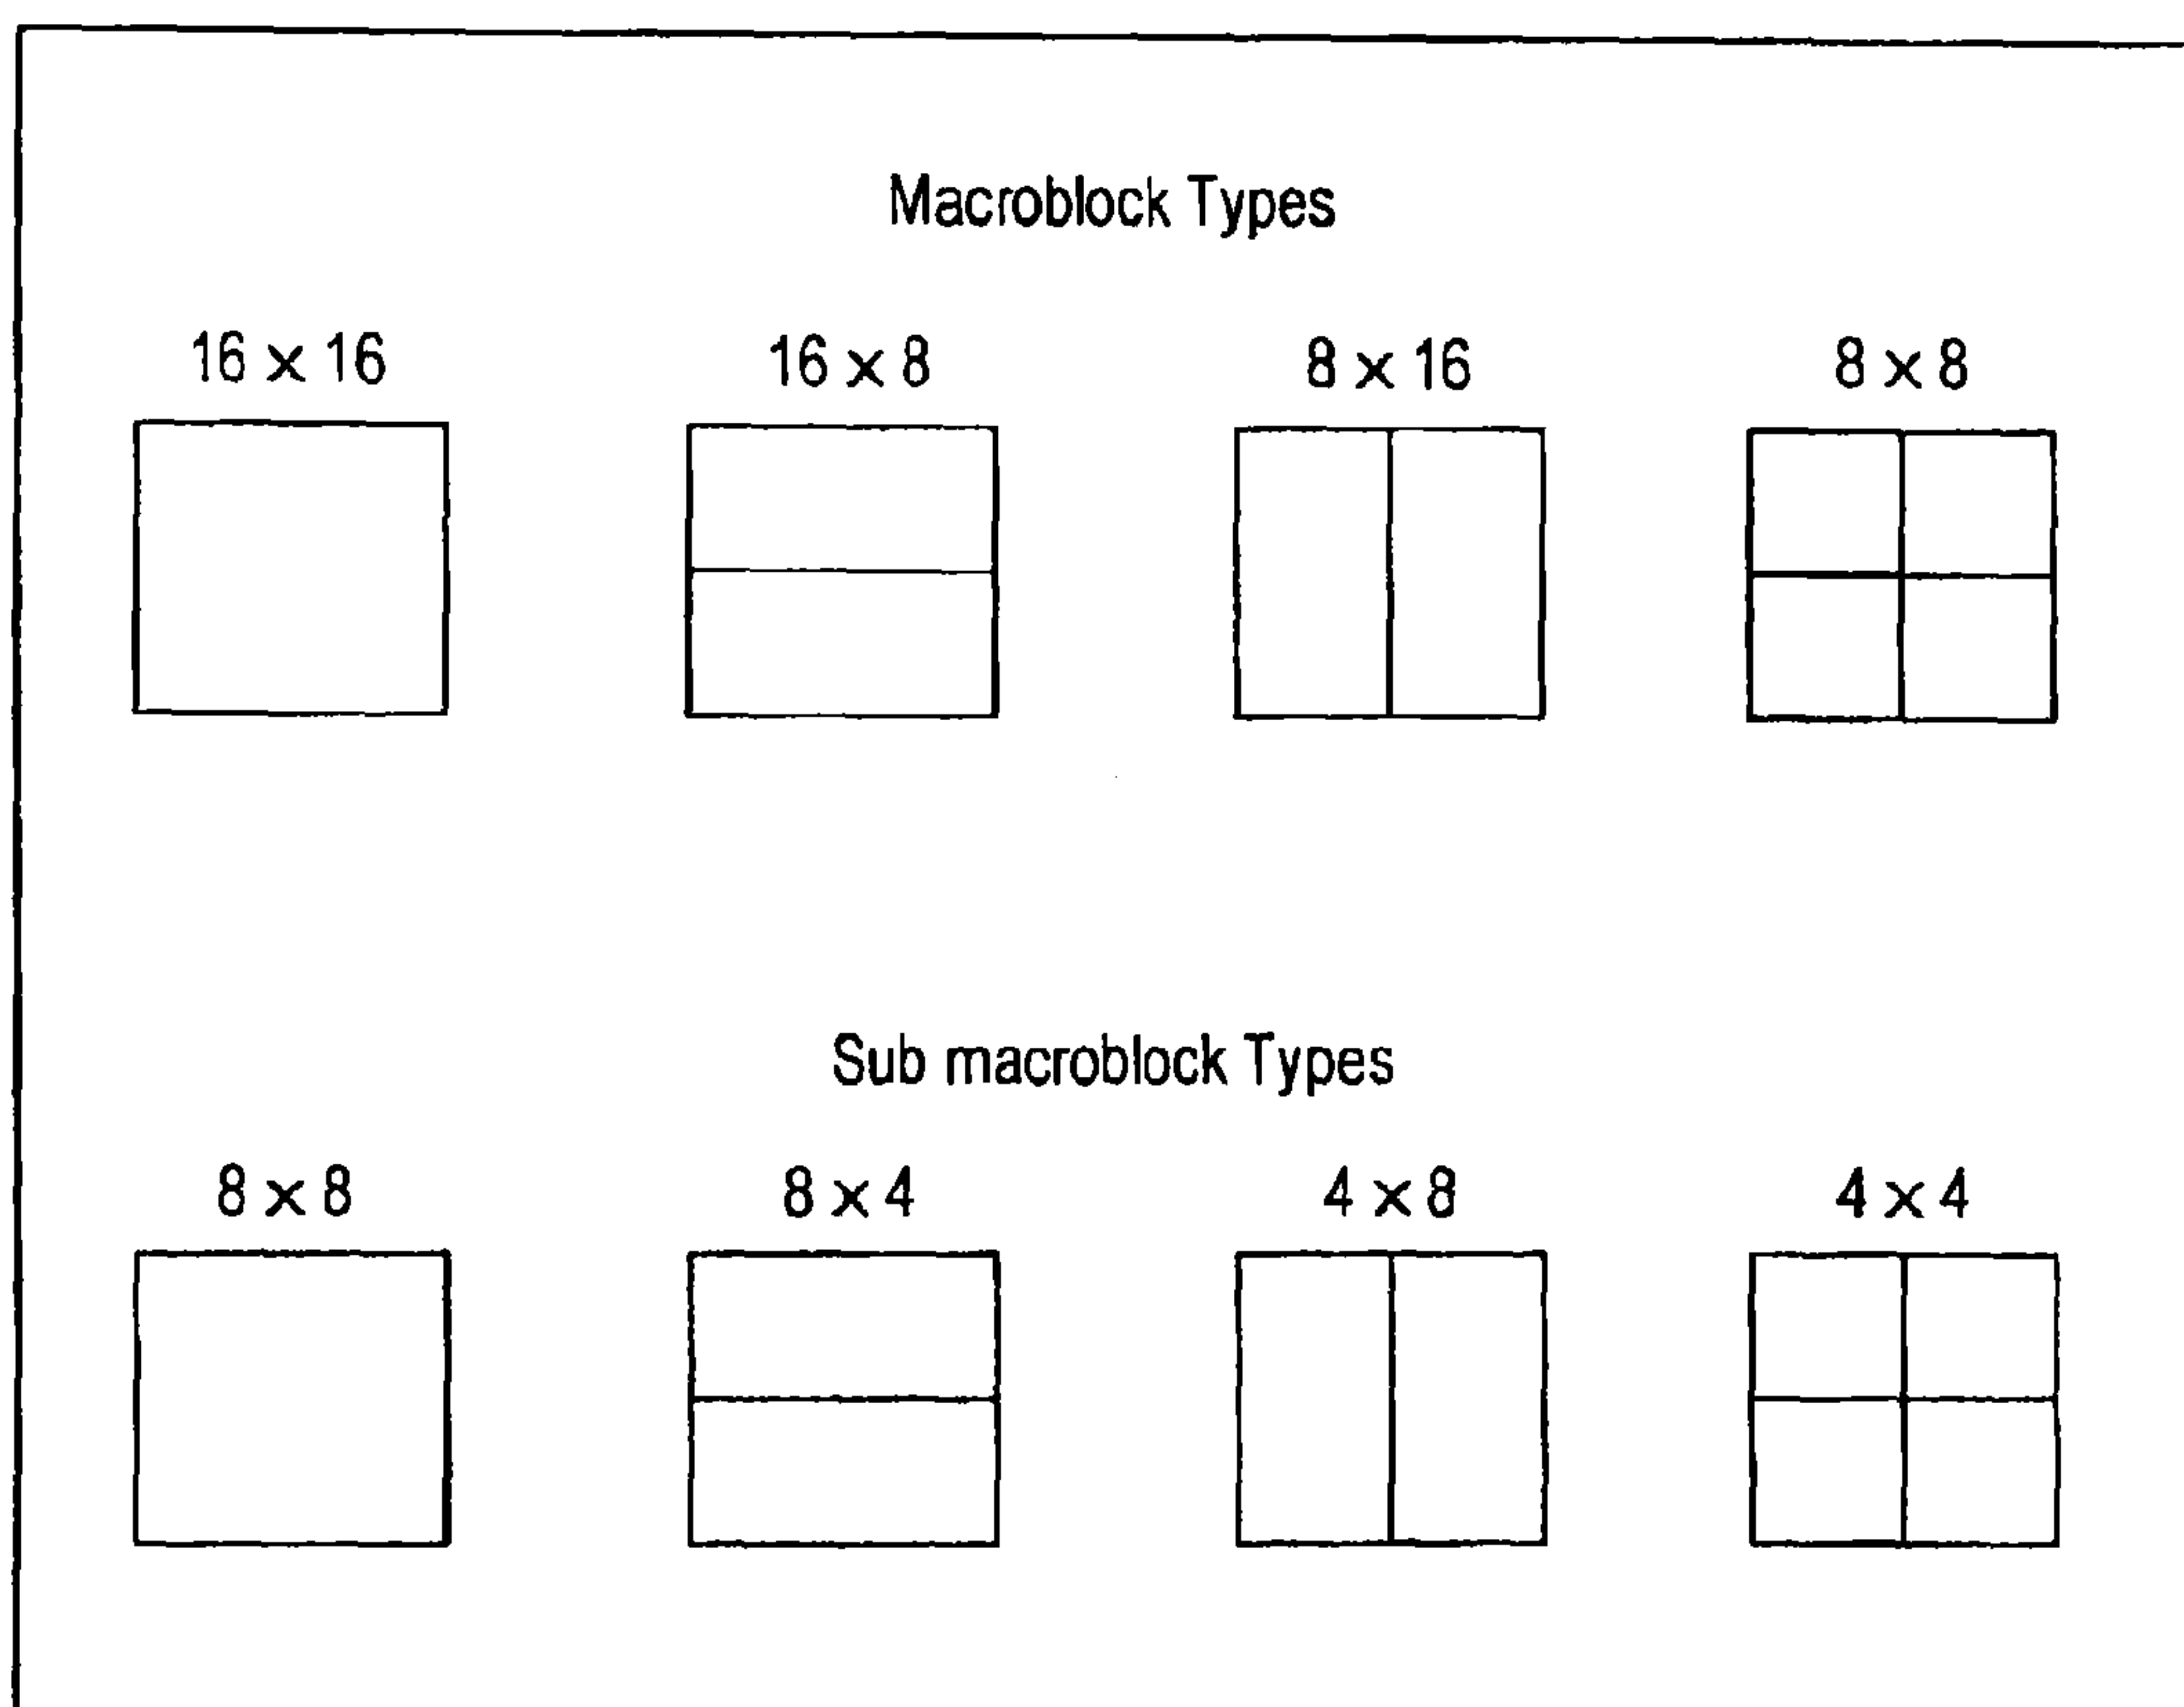 Macroblock Types
16 x 16 16 x 8 8 x 16 8 x 8
Sub macroblock Types
8 x 8 8 x 4 4 x 8 4 x 4